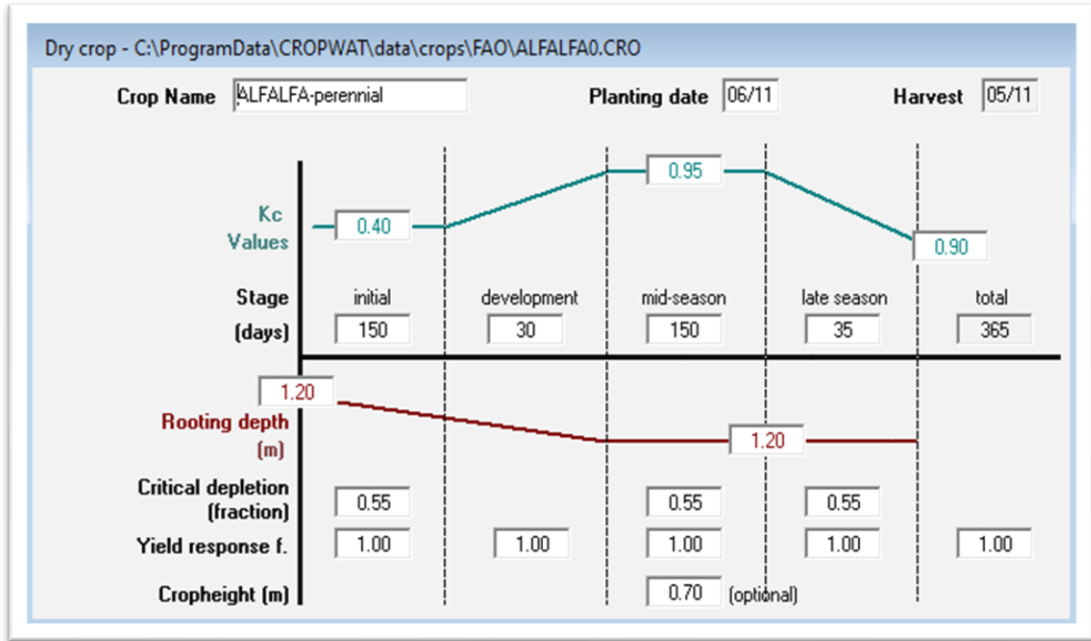 Dry crop - C:\ProgramData\CROPWAT\data\crops\FAO\ALFALFA0.CRO
Crop Name ALFALFA-perennial Planting date 06/11 Harvest 05/11
0.95
Kc
Values
0.40
0.90
Stage initial development mid-season late season total
(days) 150 30 150 35 365
1.20
Rooting depth
(m)
1.20
Critical depletion
(fraction) 0.55 0.55 0.55
Yield response f. 1.00 1.00 1.00 1.00 1.00
Cropheight (m) 0.70 (optional)